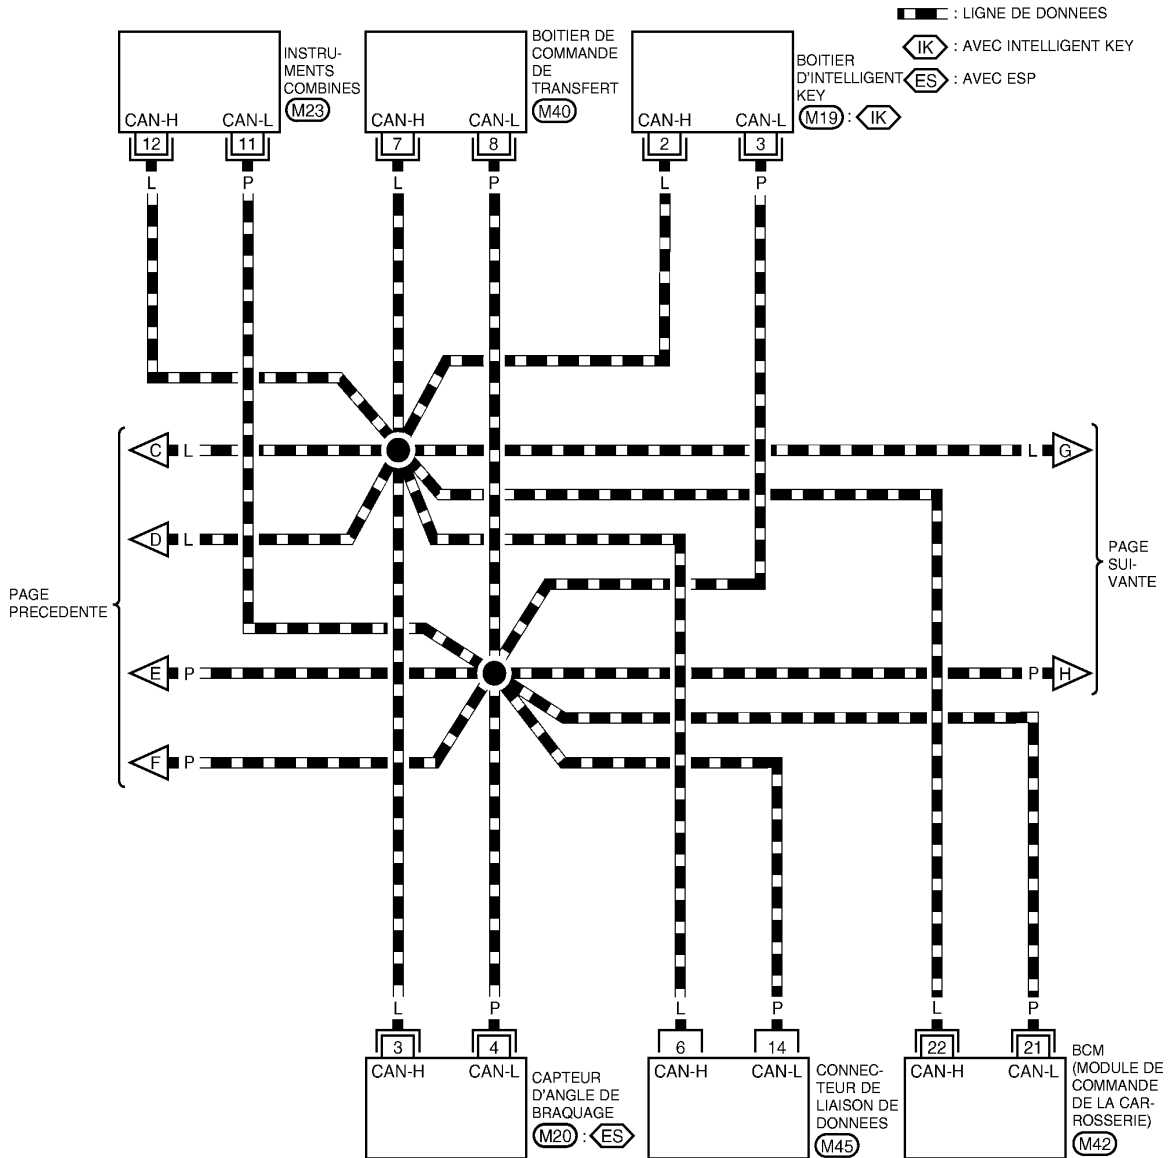 : LIGNE DE DONNEES
IK : AVEC INTELLIGENT KEY
ES : AVEC ESP
INSTRU-
MENTS
COMBINES
M23
BOITIER DE
COMMANDE
DE
TRANSFERT
M40
BOITIER
D'INTELLIGENT
KEY
M19 : IK
CAN-H CAN-L
CAN-H CAN-L
CAN-H CAN-L
12 11 7 8 2 3
L P L P L P
C L
L G
D L
PAGE
PRECEDENTE
PAGE
SUI-
VANTE
E P
P H
F P
L P L P L P
3 4 6 14 22 21
CAN-H CAN-L
CAN-H CAN-L
CAN-H CAN-L
CAPTEUR
D'ANGLE DE
BRAQUAGE
M20 : ES
CONNEC-
TEUR DE
LIAISON DE
DONNEES
M45
BCM
(MODULE DE
COMMANDE
DE LA CAR-
ROSSERIE)
M42